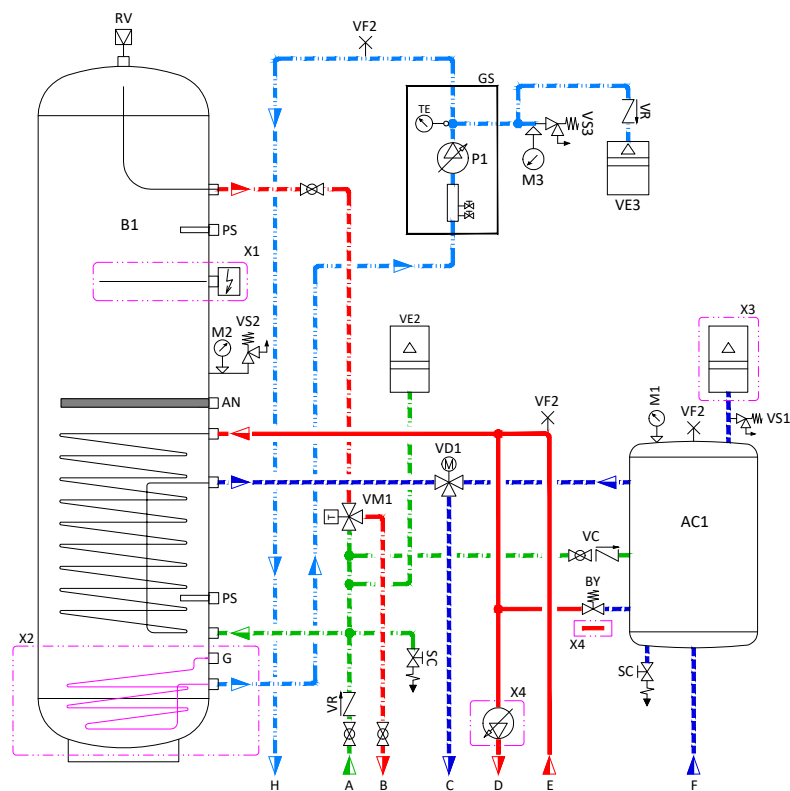 RV
VF2
GS
TE
VS3
VR
P1
M3
VE3
B1
PS
X1
M2
VS2
VE2
X3
AN
VF2
M1
VF2
VS1
VD1
M
VM1
T
AC1
VC
BY
PS
X4
X2
G
SC
SC
X4
VR
H
A
B
C
D
E
F